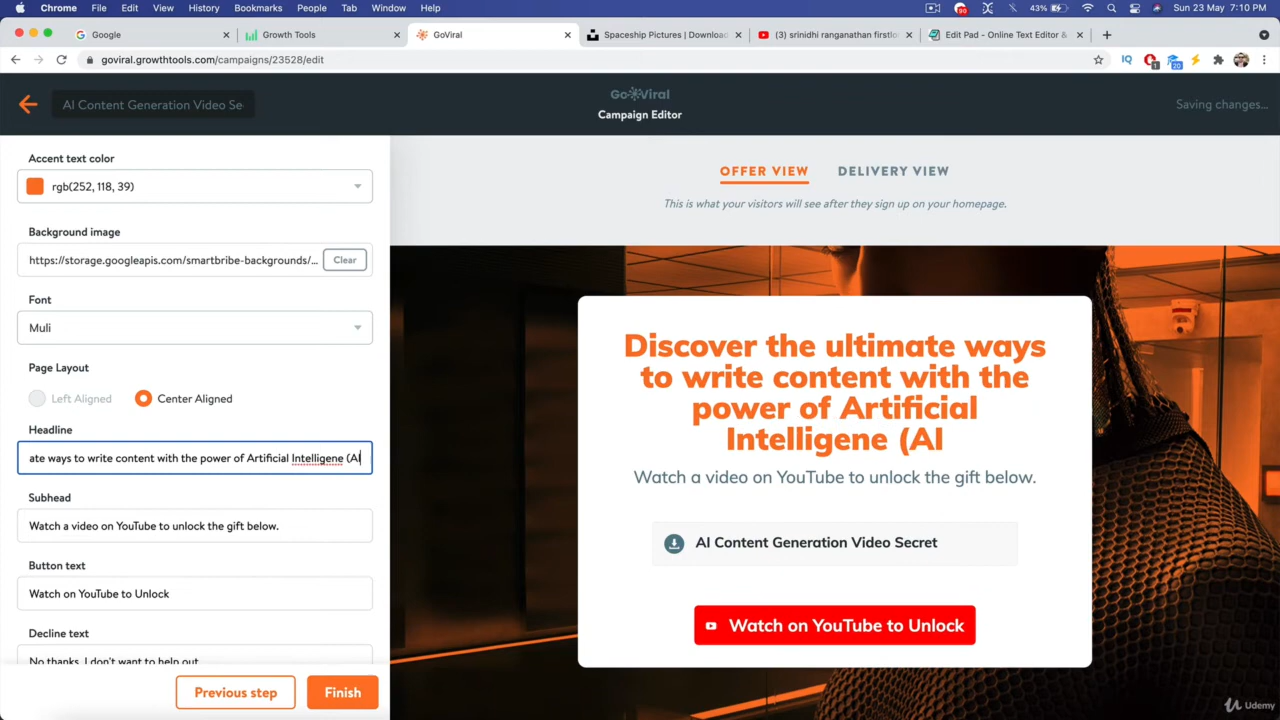 Chrome File Edit View History Bookmarks People Tab Window Help 90 43% Sun 23 May 7:10 PM
Google
Growth Tools
GoViral
Spaceship Pictures | Download
(3) srinidhi ranganathan firstlo
Edit Pad - Online Text Editor &
goviral.growthtools.com/campaigns/23528/edit
AI Content Generation Video Se
GoViral
Campaign Editor
Saving changes...
Accent text color
rgb(252, 118, 39)
Background image
https://storage.googleapis.com/smartbribe-backgrounds/...
Clear
Font
Muli
Page Layout
Left Aligned
Center Aligned
Headline
ate ways to write content with the power of Artificial Intelligene (AI
Subhead
Watch a video on YouTube to unlock the gift below.
Button text
Watch on YouTube to Unlock
Decline text
No thanks, I don't want to help out
Previous step
Finish
OFFER VIEW
DELIVERY VIEW
This is what your visitors will see after they sign up on your homepage.
Discover the ultimate ways
to write content with the
power of Artificial
Intelligene (AI
Watch a video on YouTube to unlock the gift below.
AI Content Generation Video Secret
Watch on YouTube to Unlock
Udemy